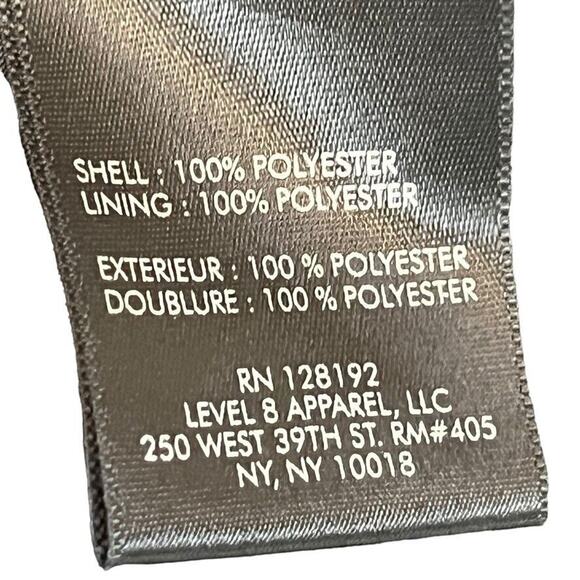 SHELL : 100% POLYESTER
LINING : 100% POLYESTER
EXTERIEUR : 100 % POLYESTER
DOUBLURE : 100 % POLYESTER
RN 128192
LEVEL 8 APPAREL, LLC
250 WEST 39TH ST. RM#405
NY, NY 10018